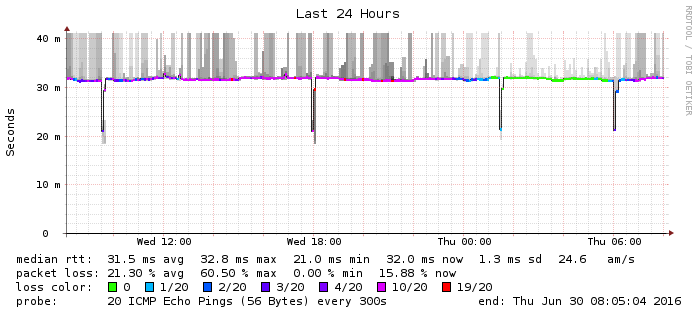 Last 24 Hours
RRDTOOL / TOBI OETIKER
Seconds
40 m
30 m
20 m
10 m
0
Wed 12:00 Wed 18:00 Thu 00:00 Thu 06:00
median rtt: 31.5 ms avg 32.8 ms max 21.0 ms min 32.0 ms now 1.3 ms sd 24.6 am/s
packet loss: 21.30 % avg 60.50 % max 0.00 % min 15.88 % now
loss color: 0 1/20 2/20 3/20 4/20 10/20 19/20
probe: 20 ICMP Echo Pings (56 Bytes) every 300s end: Thu Jun 30 08:05:04 2016